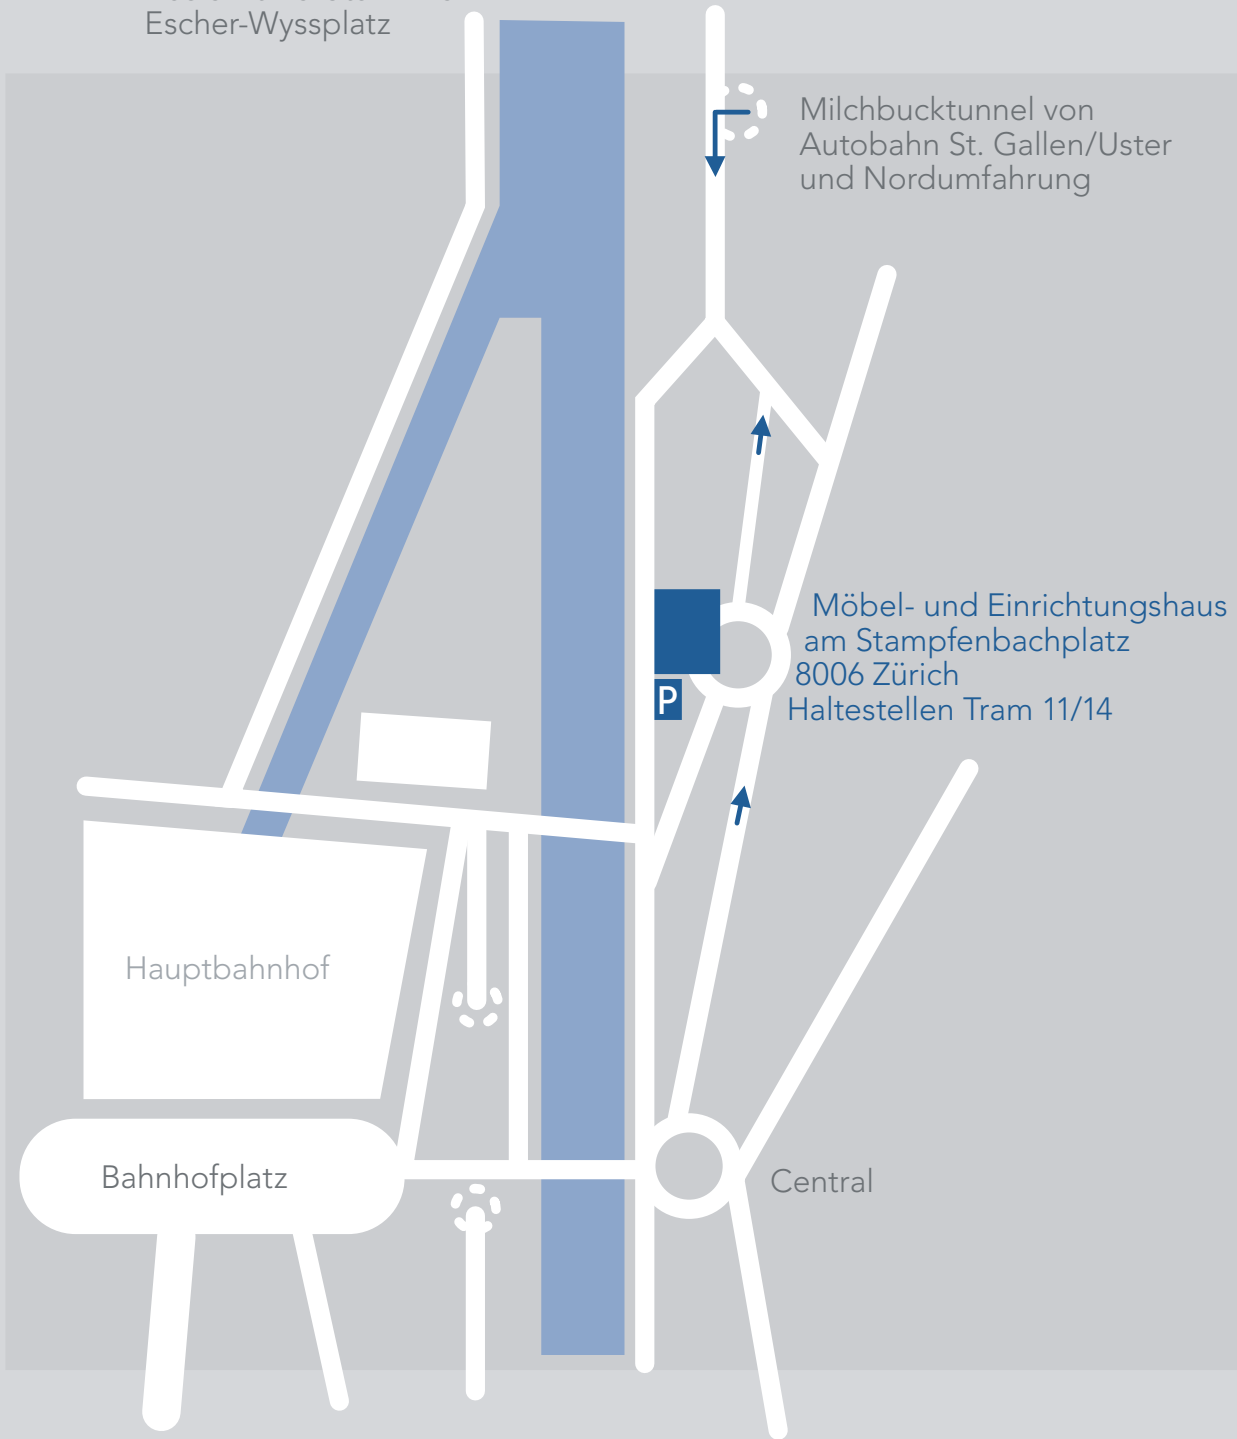 Escher-Wyssplatz
Milchbucktunnel von
Autobahn St. Gallen/Uster
und Nordumfahrung
Möbel- und Einrichtungshaus
am Stampfenbachplatz
8006 Zürich
Haltestellen Tram 11/14
P
Hauptbahnhof
Bahnhofplatz
Central